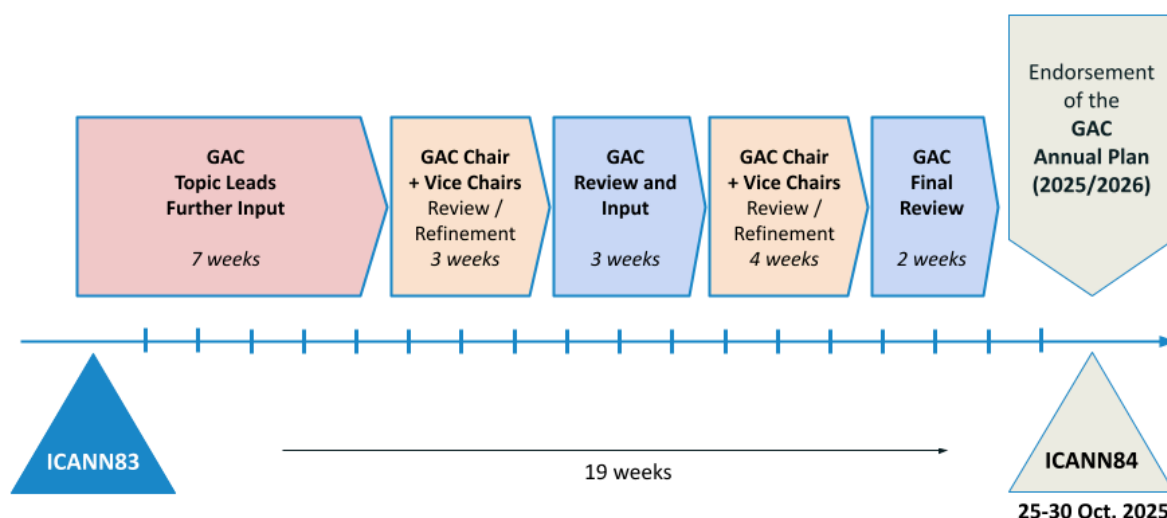 GAC
Topic Leads
Further Input
7 weeks
GAC Chair
+ Vice Chairs
Review /
Refinement
3 weeks
GAC
Review and
Input
3 weeks
GAC Chair
+ Vice Chairs
Review /
Refinement
4 weeks
GAC
Final
Review
2 weeks
Endorsement
of the
GAC
Annual Plan
(2025/2026)
ICANN83
19 weeks
ICANN84
25-30 Oct. 2025